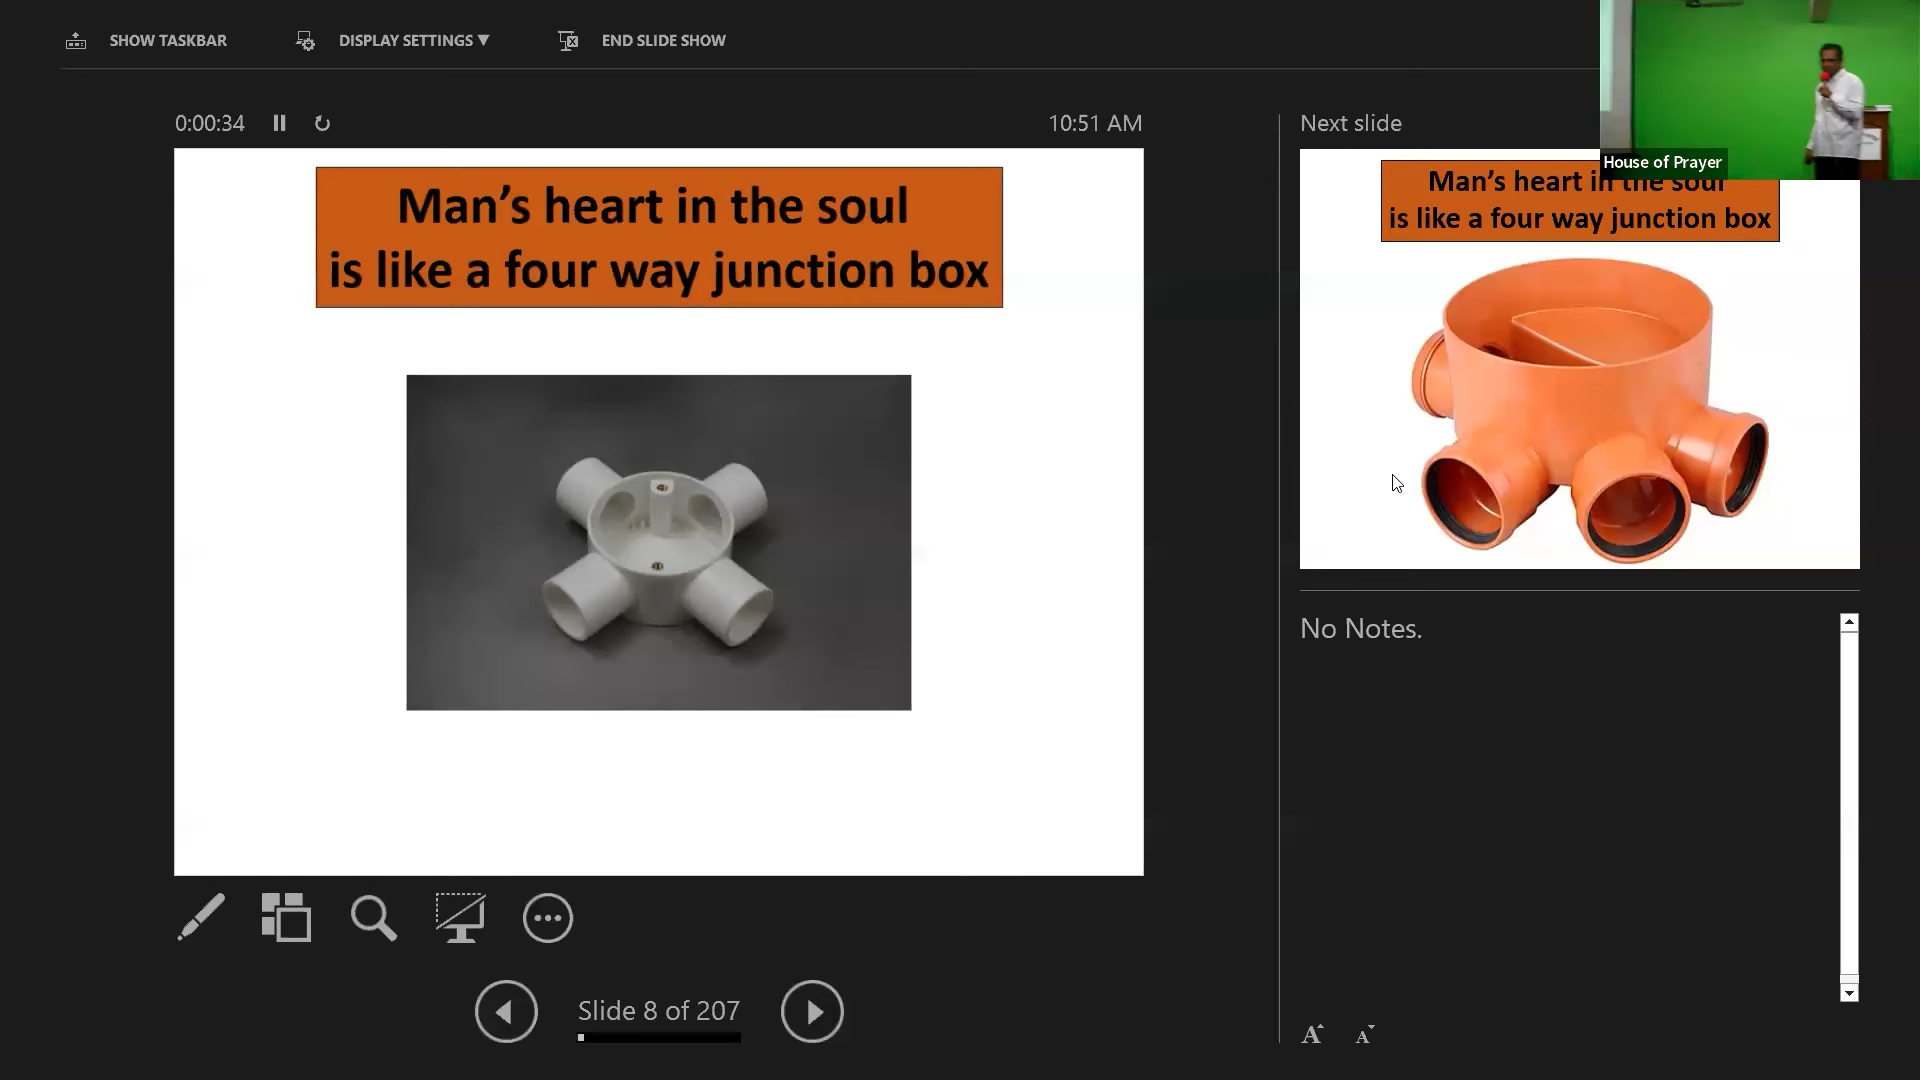 SHOW TASKBAR
DISPLAY SETTINGS ▼
END SLIDE SHOW
0:00:34
10:51 AM
Man’s heart in the soul
is like a four way junction box
Slide 8 of 207
Next slide
House of Prayer
Man’s heart in the soul
is like a four way junction box
No Notes.
A A